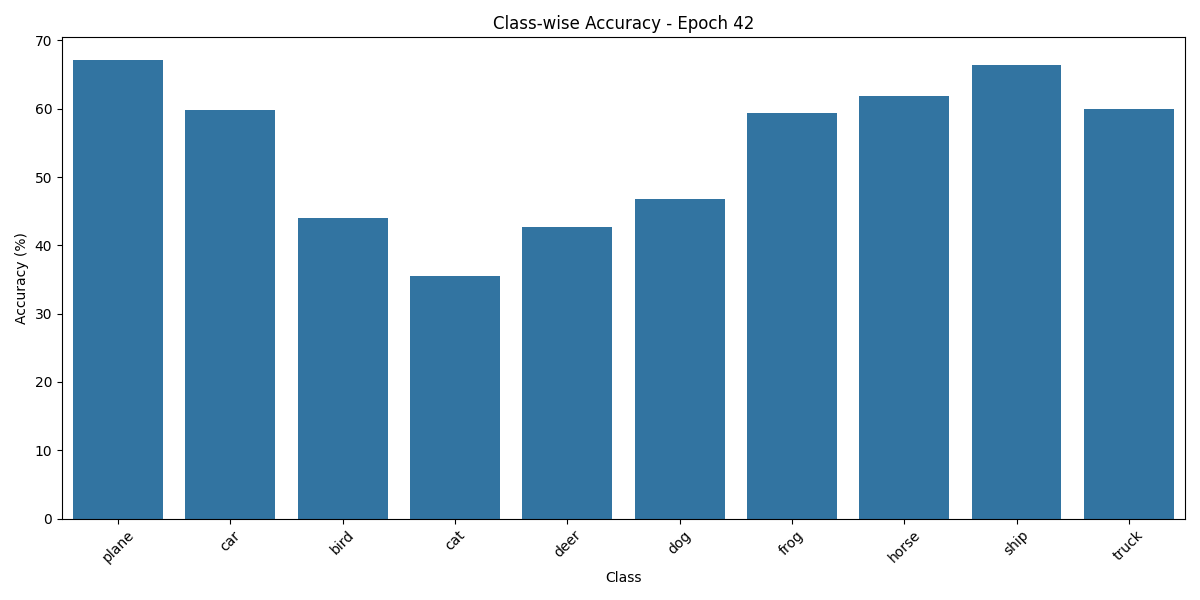 Class-wise Accuracy - Epoch 42
Accuracy (%)
70
60
50
40
30
20
10
0
plane
car
bird
cat
deer
dog
frog
horse
ship
truck
Class